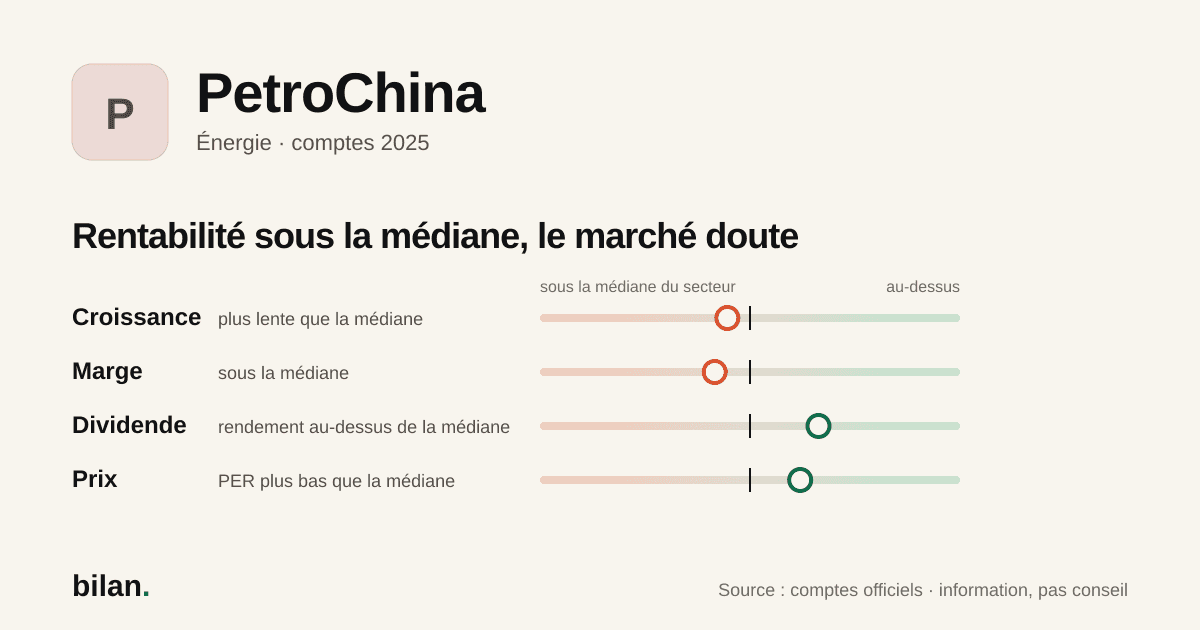 P
PetroChina
Énergie · comptes 2025
Rentabilité sous la médiane, le marché doute
sous la médiane du secteur au-dessus
Croissance plus lente que la médiane
Marge sous la médiane
Dividende rendement au-dessus de la médiane
Prix PER plus bas que la médiane
bilan.
Source : comptes officiels · information, pas conseil